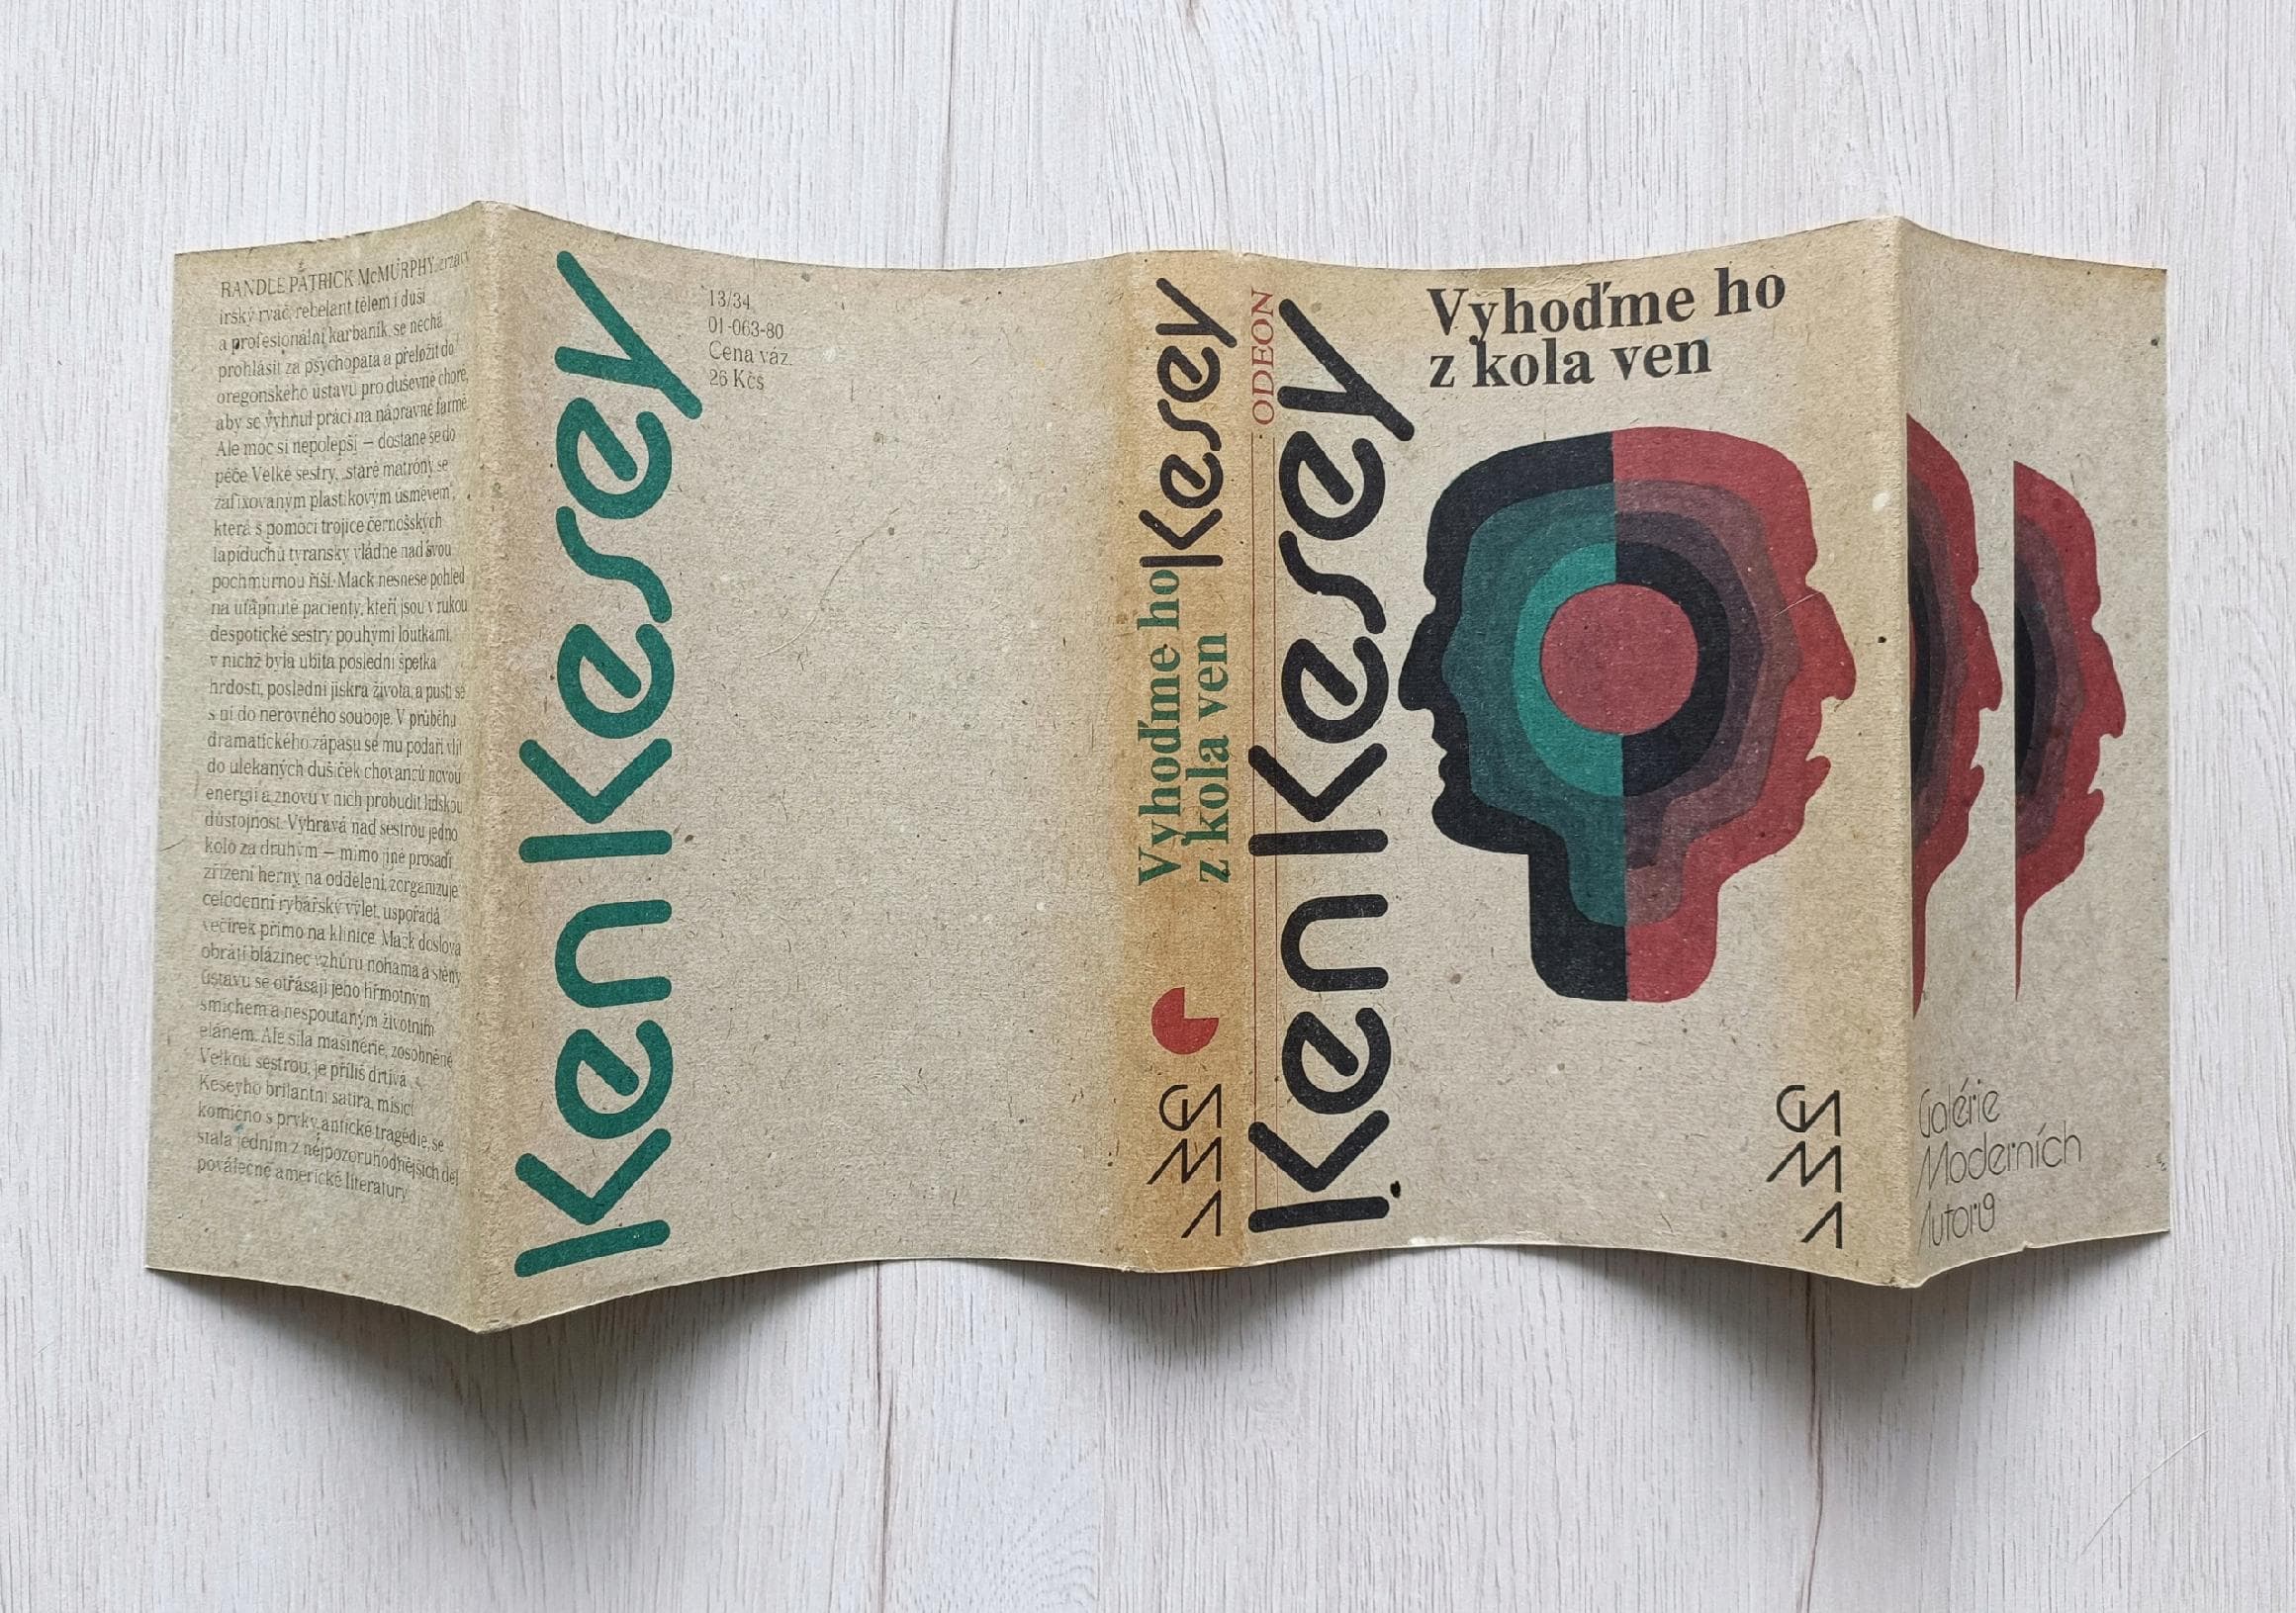 RANDLE PATRICK McMURPHY, zrzavý
irský rváč, rebelant tělem i duší
a profesionální karbaník, se nechá
prohlásit za psychopata a přeložit do
oregonského ústavu pro duševně choré,
aby se vyhnul práci na nápravné farmě.
Ale moc si nepolepší — dostane se do
péče Velké sestry, „staré matróny se
zafixovaným plastikovým úsměvem“,
která s pomocí trojice černošských
lapiduchů tyransky vládne nad svou
pochmurnou říší. Mack nesnese pohled
na ufápnuté pacienty, kteří jsou v rukou
despotické sestry pouhými loutkami,
v nichž byla ubita poslední špetka
hrdosti, poslední jiskra života, a pustí se
s ní do nerovného souboje. V průběhu
dramatického zápasu se mu podaří vlít
do ulekaných dušiček chovanců novou
energii a znovu v nich probudit lidskou
důstojnost. Vyhrává nad sestrou jedno
kolo za druhým — mimo jiné prosadí
zřízení herny na oddělení, zorganizuje
celodenní rybářský výlet, uspořádá
večírek přímo na klinice. Mack doslova
obrátí blázinec vzhůru nohama a stěny
ústavu se otřásají jeho hřmotným
smíchem a nespoutaným životním
elánem. Ale síla mašinérie, zosobněné
Velkou sestrou, je příliš drtivá...
Keseyho brilantní satira, mísící
komično s prvky antické tragédie, se
stala jedním z nejpozoruhodnějších děl
poválečné americké literatury
Ken Kesey
13/34
01-063-80
Cena váz.
26 Kčs
Kesey
Vyhoďme ho
z kola ven
GMA
ODEON
Ken Kesey
Vyhoďme ho
z kola ven
GMA
Galérie
Moderních
Autorů